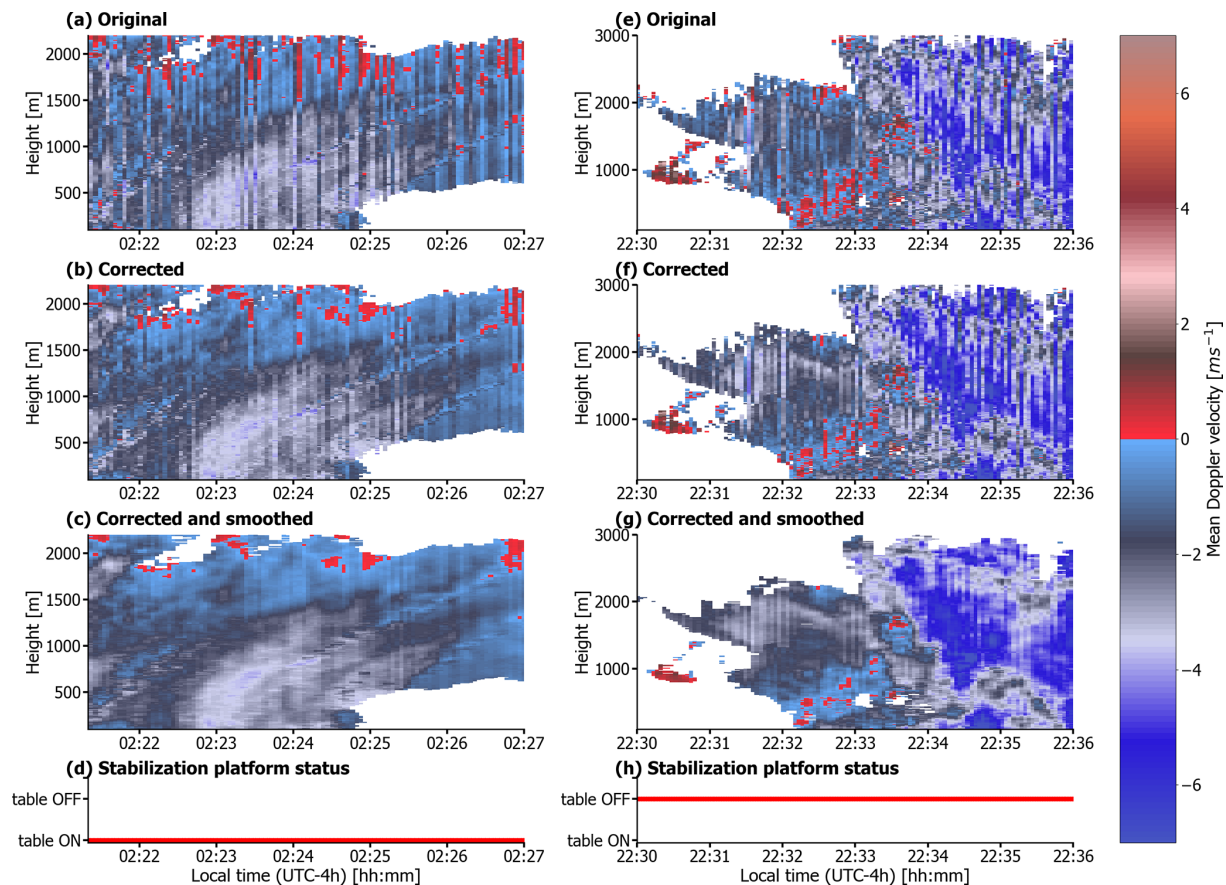 (a) Original
Height [m]
2000
1500
1000
500
02:22 02:23 02:24 02:25 02:26 02:27
(b) Corrected
Height [m]
2000
1500
1000
500
02:22 02:23 02:24 02:25 02:26 02:27
(c) Corrected and smoothed
Height [m]
2000
1500
1000
500
02:22 02:23 02:24 02:25 02:26 02:27
(d) Stabilization platform status
table OFF
table ON
02:22 02:23 02:24 02:25 02:26 02:27
Local time (UTC-4h) [hh:mm]
(e) Original
Height [m]
3000
2000
1000
22:30 22:31 22:32 22:33 22:34 22:35 22:36
(f) Corrected
Height [m]
3000
2000
1000
22:30 22:31 22:32 22:33 22:34 22:35 22:36
(g) Corrected and smoothed
Height [m]
3000
2000
1000
22:30 22:31 22:32 22:33 22:34 22:35 22:36
(h) Stabilization platform status
table OFF
table ON
22:30 22:31 22:32 22:33 22:34 22:35 22:36
Local time (UTC-4h) [hh:mm]
6
4
2
0
−2
−4
−6
Mean Doppler velocity [ms⁻¹]